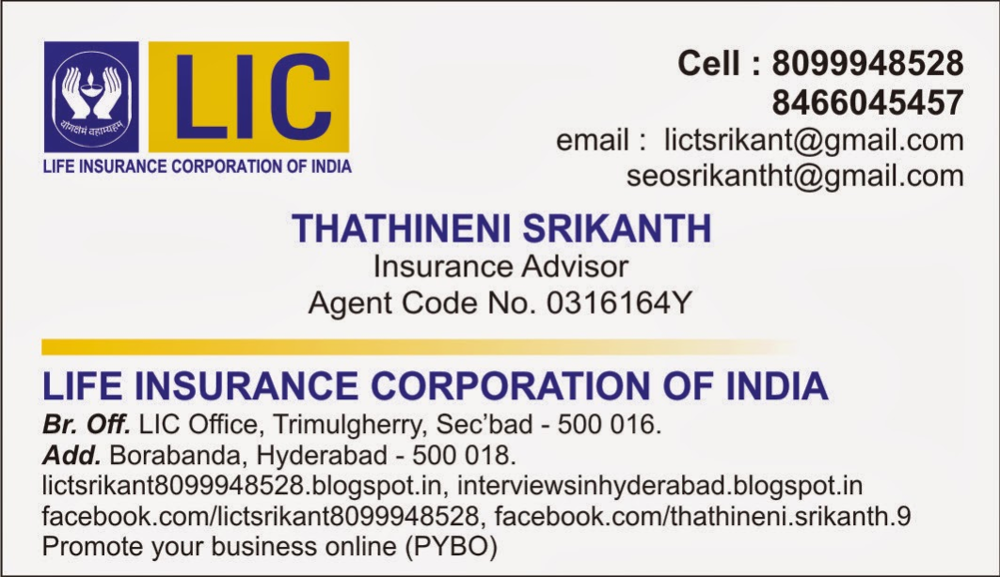 LIC
योगक्षेमं वहाम्यहम्
LIFE INSURANCE CORPORATION OF INDIA
Cell : 8099948528
8466045457
email : lictsrikant@gmail.com
seosrikantht@gmail.com
THATHINENI SRIKANTH
Insurance Advisor
Agent Code No. 0316164Y
LIFE INSURANCE CORPORATION OF INDIA
Br. Off. LIC Office, Trimulgherry, Sec'bad - 500 016.
Add. Borabanda, Hyderabad - 500 018.
lictsrikant8099948528.blogspot.in, interviewsinhyderabad.blogspot.in
facebook.com/lictsrikant8099948528, facebook.com/thathineni.srikanth.9
Promote your business online (PYBO)